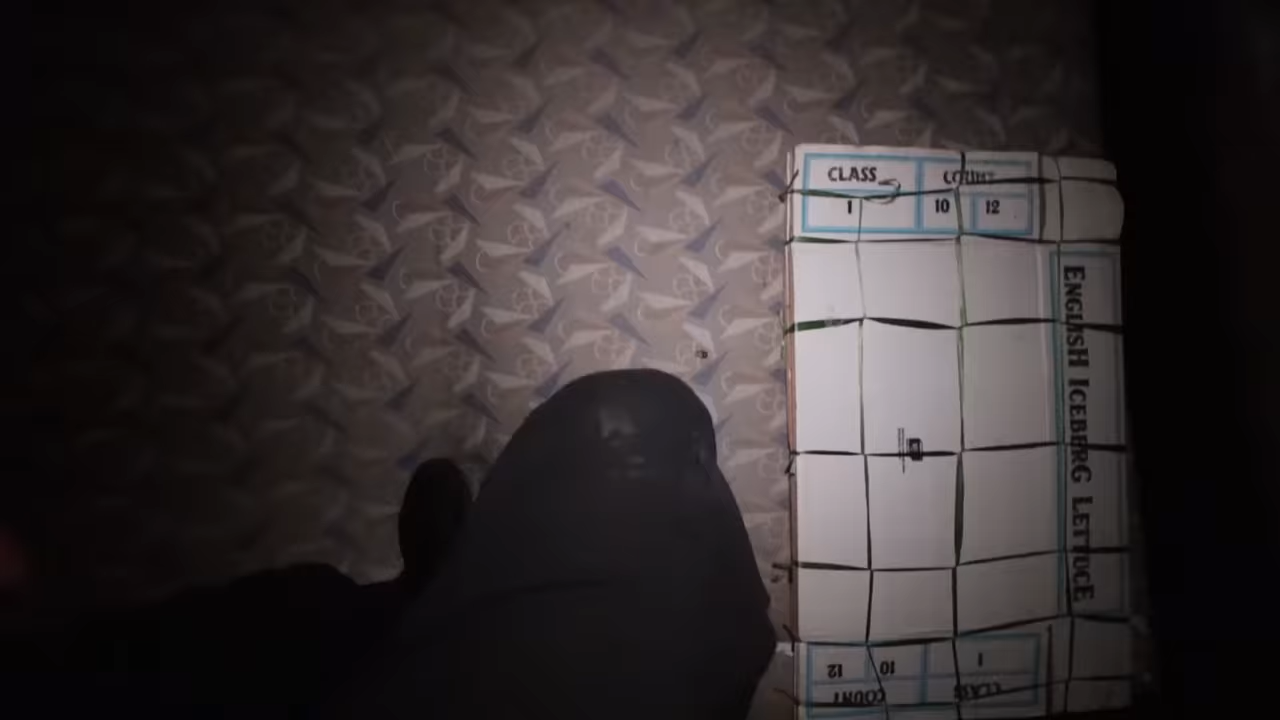 CLASS COUNT
1 10 12
ENGLISH ICEBERG LETTUCE
12 10 1
COUNT CLASS